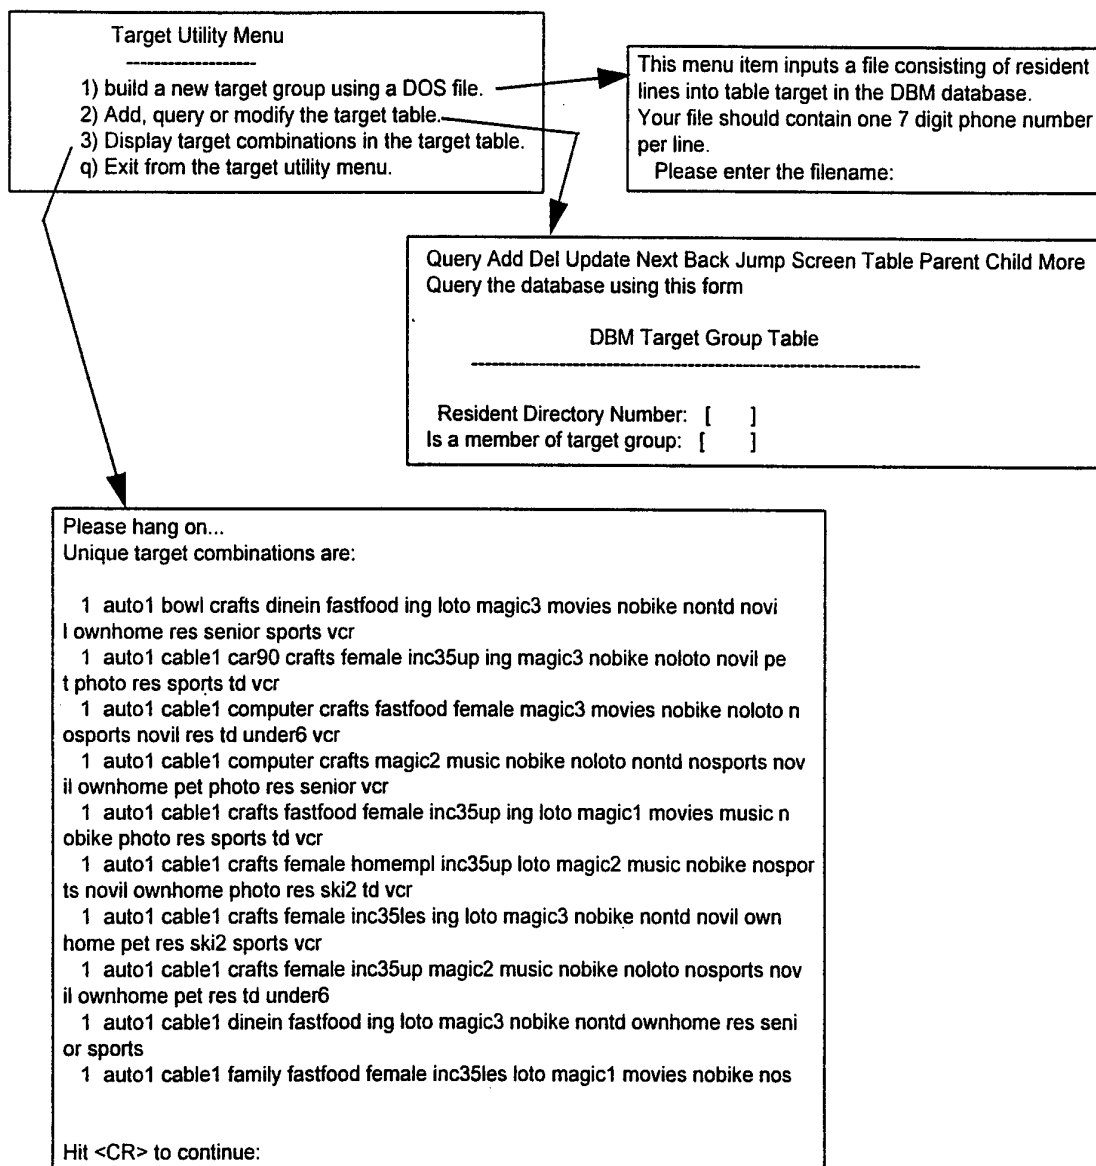 Target Utility Menu
--------------------
1) build a new target group using a DOS file.
2) Add, query or modify the target table.
3) Display target combinations in the target table.
q) Exit from the target utility menu.
This menu item inputs a file consisting of resident
lines into table target in the DBM database.
Your file should contain one 7 digit phone number
per line.
Please enter the filename:
Query Add Del Update Next Back Jump Screen Table Parent Child More
Query the database using this form
DBM Target Group Table
----------------------------------------------------------------------
Resident Directory Number: [ ]
Is a member of target group: [ ]
Please hang on...
Unique target combinations are:
1 auto1 bowl crafts dinein fastfood ing loto magic3 movies nobike nontd novi
l ownhome res senior sports vcr
1 auto1 cable1 car90 crafts female inc35up ing magic3 nobike noloto novil pe
t photo res sports td vcr
1 auto1 cable1 computer crafts fastfood female magic3 movies nobike noloto n
osports novil res td under6 vcr
1 auto1 cable1 computer crafts magic2 music nobike noloto nontd nosports nov
il ownhome pet photo res senior vcr
1 auto1 cable1 crafts fastfood female inc35up ing loto magic1 movies music n
obike photo res sports td vcr
1 auto1 cable1 crafts female homempl inc35up loto magic2 music nobike nospor
ts novil ownhome photo res ski2 td vcr
1 auto1 cable1 crafts female inc35les ing loto magic3 nobike nontd novil own
home pet res ski2 sports vcr
1 auto1 cable1 crafts female inc35up magic2 music nobike noloto nosports nov
il ownhome pet res td under6
1 auto1 cable1 dinein fastfood ing loto magic3 nobike nontd ownhome res seni
or sports
1 auto1 cable1 family fastfood female inc35les loto magic1 movies nobike nos
Hit <CR> to continue: